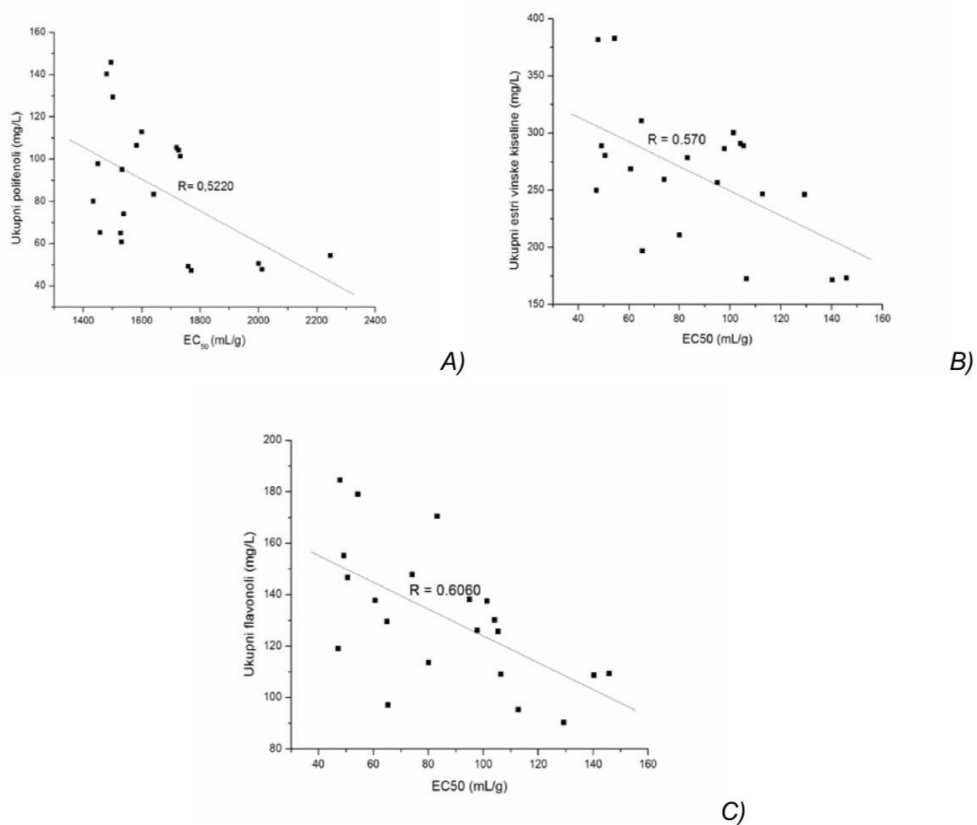 160
140
120
100
80
60
40
Ukupni polifenoli (mg/L)
R= 0,5220
1400 1600 1800 2000 2200 2400
EC50 (mL/g)
A)
400
350
300
250
200
150
Ukupni estri vinske kiseline (mg/L)
R = 0.570
40 60 80 100 120 140 160
EC50 (mL/g)
B)
200
180
160
140
120
100
80
Ukupni flavonoli (mg/L)
R = 0.6060
40 60 80 100 120 140 160
EC50 (mL/g)
C)